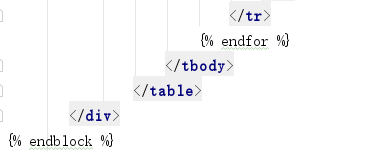 </tr>
{% endfor %}
</tbody>
</table>
</div>
{% endblock %}